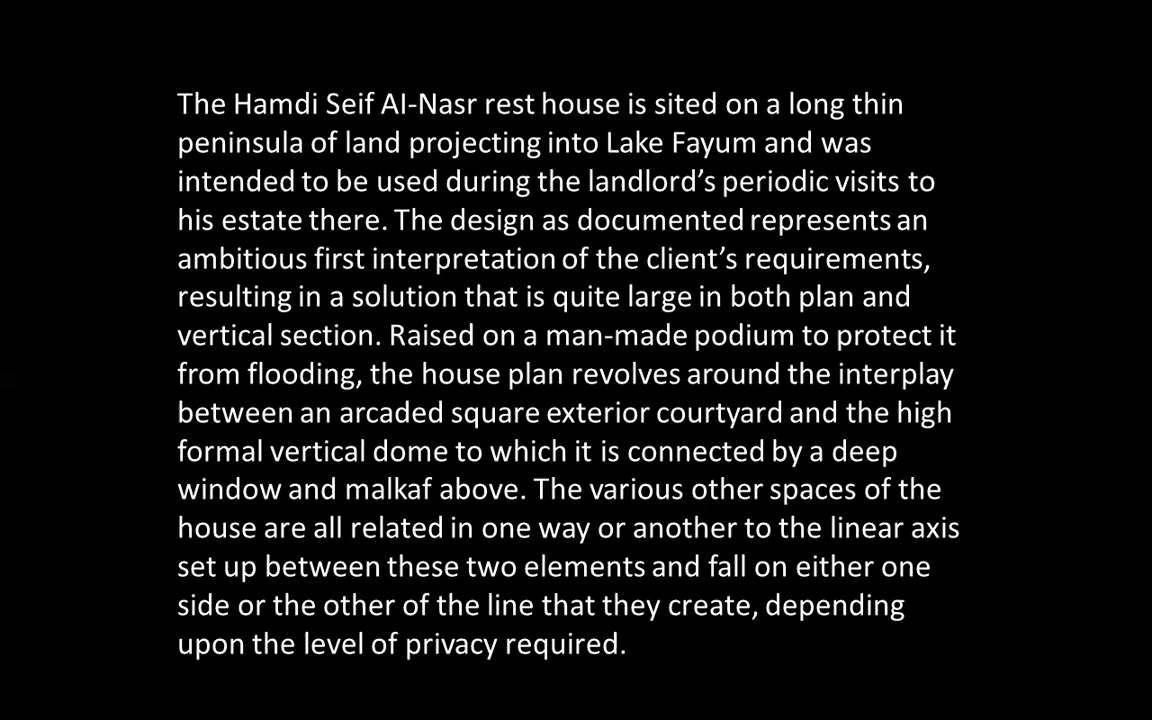 The Hamdi Seif AI-Nasr rest house is sited on a long thin
peninsula of land projecting into Lake Fayum and was
intended to be used during the landlord’s periodic visits to
his estate there. The design as documented represents an
ambitious first interpretation of the client’s requirements,
resulting in a solution that is quite large in both plan and
vertical section. Raised on a man-made podium to protect it
from flooding, the house plan revolves around the interplay
between an arcaded square exterior courtyard and the high
formal vertical dome to which it is connected by a deep
window and malkaf above. The various other spaces of the
house are all related in one way or another to the linear axis
set up between these two elements and fall on either one
side or the other of the line that they create, depending
upon the level of privacy required.